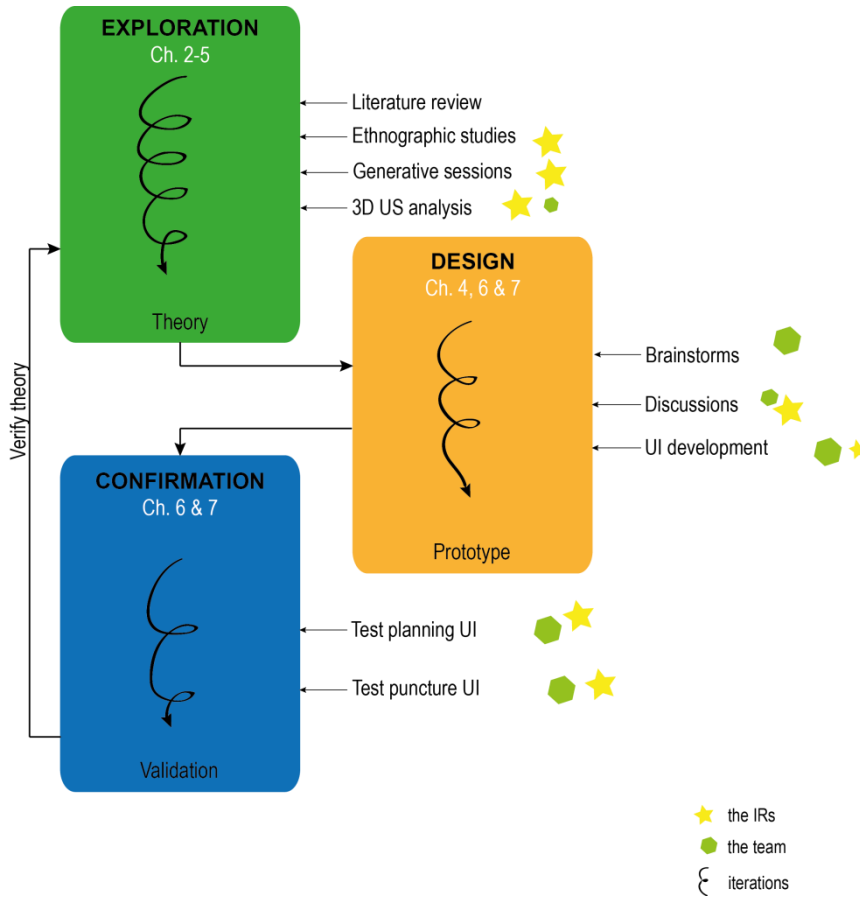 EXPLORATION
Ch. 2-5
Literature review
Ethnographic studies
Generative sessions
3D US analysis
Theory
DESIGN
Ch. 4, 6 & 7
Brainstorms
Discussions
UI development
Prototype
Verify theory
CONFIRMATION
Ch. 6 & 7
Test planning UI
Test puncture UI
Validation
the IRs
the team
iterations